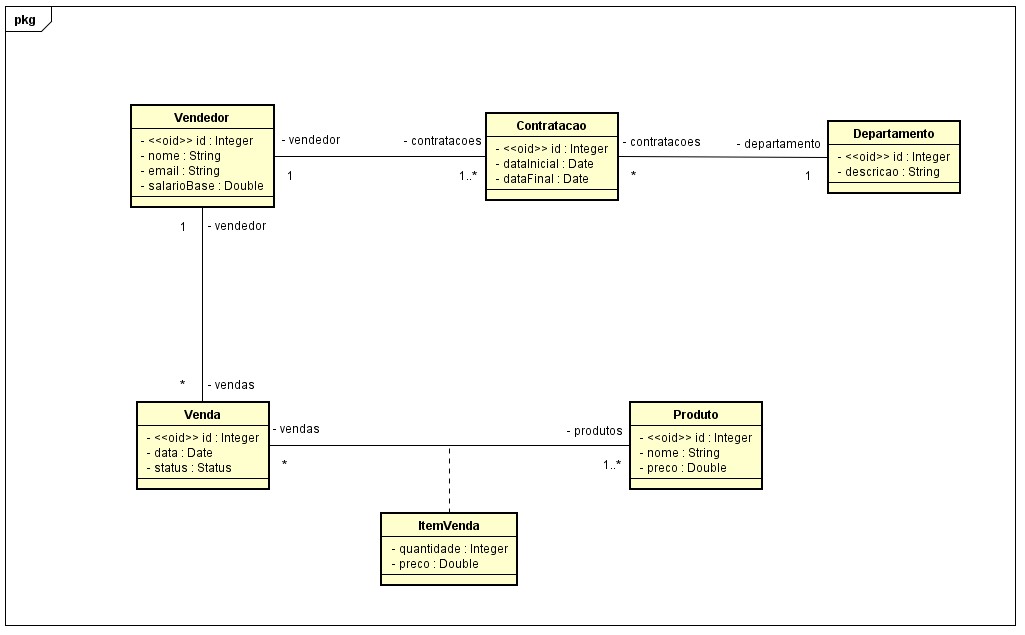 pkg
Vendedor
- <<oid>> id : Integer
- nome : String
- email : String
- salarioBase : Double
- vendedor
1
- contratacoes
1..*
Contratacao
- <<oid>> id : Integer
- dataInicial : Date
- dataFinal : Date
- contratacoes
*
- departamento
1
Departamento
- <<oid>> id : Integer
- descricao : String
1
- vendedor
*
- vendas
Venda
- <<oid>> id : Integer
- data : Date
- status : Status
- vendas
*
- produtos
1..*
Produto
- <<oid>> id : Integer
- nome : String
- preco : Double
ItemVenda
- quantidade : Integer
- preco : Double